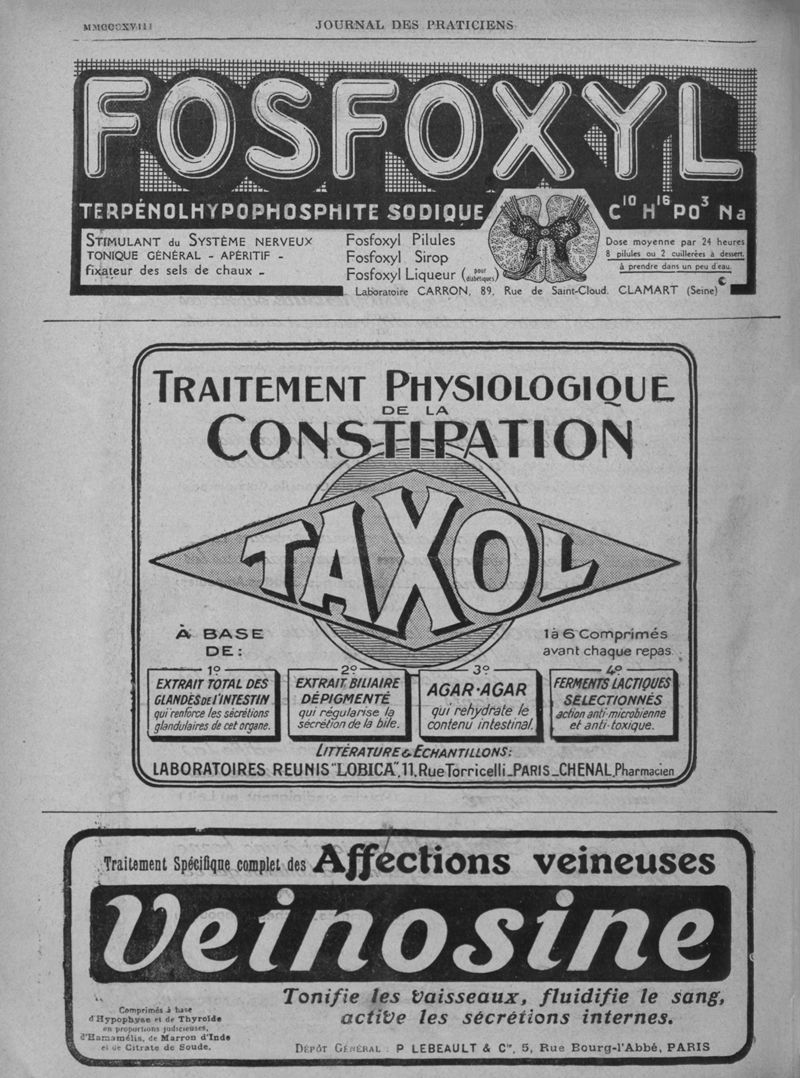 MMCCCXVIII
JOURNAL DES PRATICIENS
FOSFOXYL
TERPÉNOLHYPOPHOSPHITE SODIQUE C10 H16 PO3 Na
STIMULANT du SYSTÈME NERVEUX
TONIQUE GÉNÉRAL - APÉRITIF -
fixateur des sels de chaux -
Fosfoxyl Pilules
Fosfoxyl Sirop
Fosfoxyl Liqueur (pour diabétiques)
Dose moyenne par 24 heures
8 pilules ou 2 cuillerées à dessert,
à prendre dans un peu d'eau.
Laboratoire CARRON, 89, Rue de Saint-Cloud, CLAMART (Seine)
TRAITEMENT PHYSIOLOGIQUE
DE LA
CONSTIPATION
TAXOL
À BASE
DE:
1 à 6 Comprimés
avant chaque repas.
1º
EXTRAIT TOTAL DES
GLANDES DE L'INTESTIN
qui renforce les sécrétions
glandulaires de cet organe.
2º
EXTRAIT BILIAIRE
DÉPIGMENTÉ
qui régularise la
sécrétion de la bile.
3º
AGAR-AGAR
qui rehydrate le
contenu intestinal.
4º
FERMENTS LACTIQUES
SÉLECTIONNÉS
action anti-microbienne
et anti-toxique.
LITTÉRATURE & ÉCHANTILLONS:
LABORATOIRES REUNIS "LOBICA", 11, Rue Torricelli_PARIS_CHENAL, Pharmacien
Traitement Spécifique complet des Affections veineuses
Veinosine
Comprimés à base
d'Hypophyse et de Thyroïde
en proportions judicieuses,
d'Hamamélis, de Marron d'Inde
et de Citrate de Soude.
Tonifie les vaisseaux, fluidifie le sang,
active les sécrétions internes.
DÉPÔT GÉNÉRAL : P LEBEAULT & Cie, 5, Rue Bourg-l'Abbé, PARIS